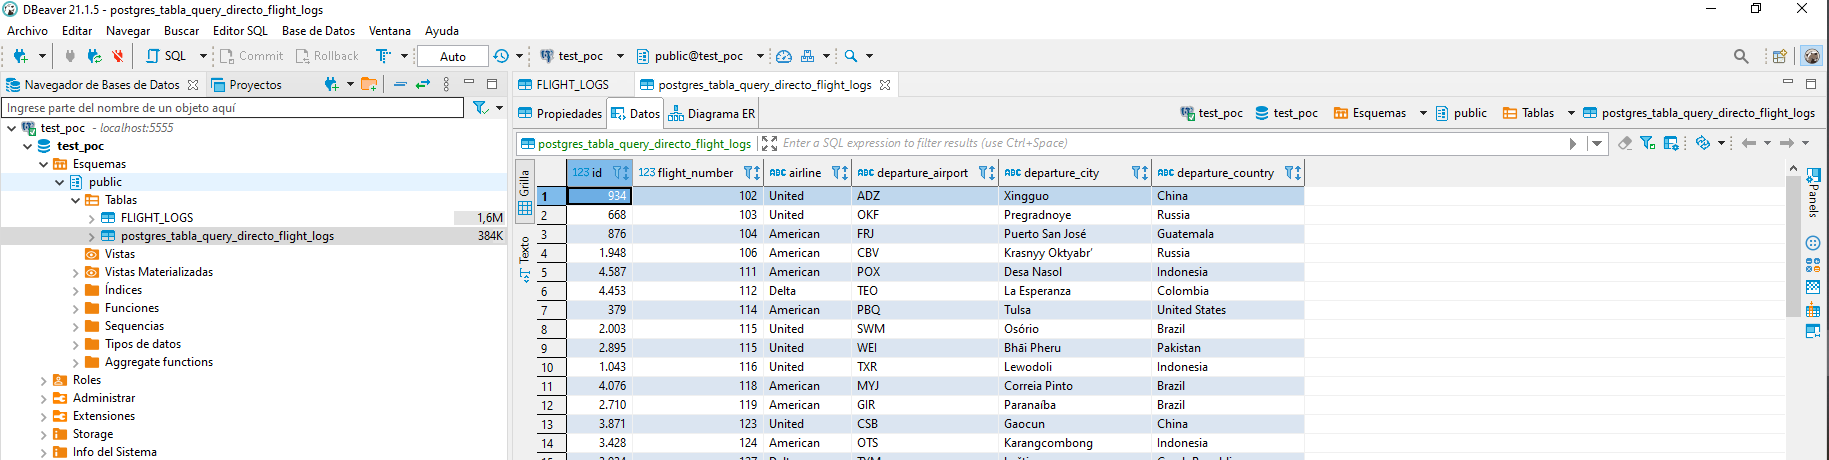 DBeaver 21.1.5 - postgres_tabla_query_directo_flight_logs
Archivo Editar Navegar Buscar Editor SQL Base de Datos Ventana Ayuda
SQL Commit Rollback Auto test_poc public@test_poc
Navegador de Bases de Datos Proyectos
Ingrese parte del nombre de un objeto aquí
test_poc - localhost:5555
test_poc
Esquemas
public
Tablas
FLIGHT_LOGS 1,6M
postgres_tabla_query_directo_flight_logs 384K
Vistas
Vistas Materializadas
Índices
Funciones
Sequencias
Tipos de datos
Aggregate functions
Roles
Administrar
Extensiones
Storage
Info del Sistema
FLIGHT_LOGS postgres_tabla_query_directo_flight_logs
Propiedades Datos Diagrama ER test_poc test_poc Esquemas public Tablas postgres_tabla_query_directo_flight_logs
postgres_tabla_query_directo_flight_logs Enter a SQL expression to filter results (use Ctrl+Space)
Grilla
Texto
123 id 123 flight_number ABC airline ABC departure_airport ABC departure_city ABC departure_country
1 934 102 United ADZ Xingguo China
2 668 103 United OKF Pregradnoye Russia
3 876 104 American FRJ Puerto San José Guatemala
4 1.948 106 American CBV Krasnyy Oktyabr' Russia
5 4.587 111 American POX Desa Nasol Indonesia
6 4.453 112 Delta TEO La Esperanza Colombia
7 379 114 American PBQ Tulsa United States
8 2.003 115 United SWM Osório Brazil
9 2.895 115 United WEI Bhāi Pheru Pakistan
10 1.043 116 United TXR Lewodoli Indonesia
11 4.076 118 American MYJ Correia Pinto Brazil
12 2.710 119 American GIR Paranaíba Brazil
13 3.871 123 United CSB Gaocun China
14 3.428 124 American OTS Karangcombong Indonesia
Panels